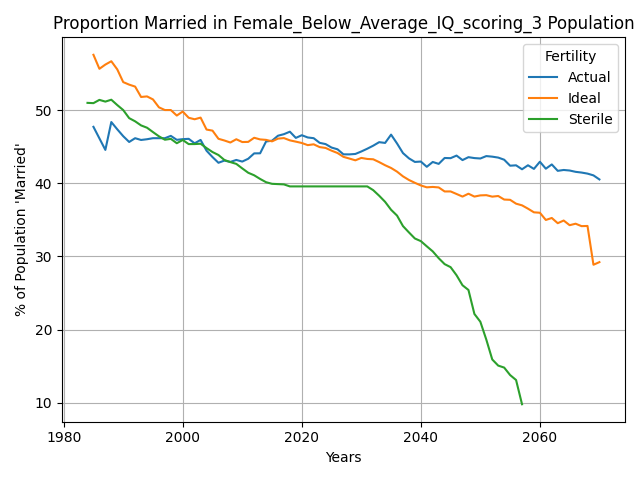 Proportion Married in Female_Below_Average_IQ_scoring_3 Population
% of Population 'Married'
50
40
30
20
10
1980
2000
2020
2040
2060
Years
Fertility
Actual
Ideal
Sterile